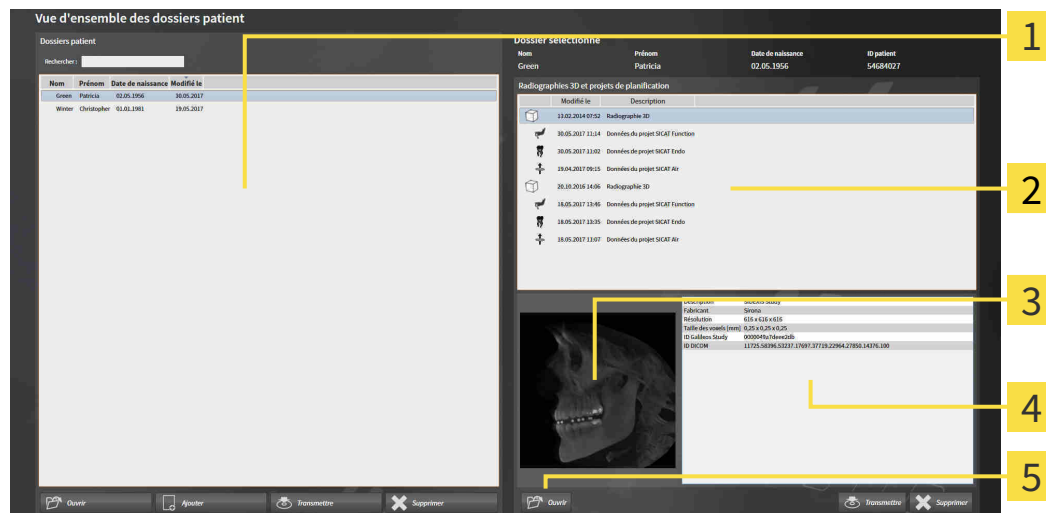 Vue d'ensemble des dossiers patient
Dossiers patient
Rechercher:
Nom Prénom Date de naissance Modifié le
Green Patricia 02.05.1956 30.05.2017
Winter Christopher 01.01.1981 19.05.2017
Ouvrir Ajouter Transmettre Supprimer
Dossier sélectionné
Nom Prénom Date de naissance ID patient
Green Patricia 02.05.1956 54684027
Radiographies 3D et projets de planification
Modifié le Description
13.02.2014 07:52 Radiographie 3D
30.05.2017 11:14 Données du projet SICAT Function
30.05.2017 11:02 Données de projet SICAT Endo
19.04.2017 09:15 Données du projet SICAT Air
20.10.2016 14:06 Radiographie 3D
18.05.2017 13:46 Données du projet SICAT Function
18.05.2017 13:35 Données de projet SICAT Endo
18.05.2017 11:07 Données du projet SICAT Air
Description SIDEXIS Study
Fabricant Sirona
Résolution 616 x 616 x 616
Taille des voxels [mm] 0,25 x 0,25 x 0,25
ID Galileos Study 0000049a7deee2db
ID DICOM 11725.58396.53237.17697.37719.22964.27850.14376.100
Ouvrir Transmettre Supprimer
1
2
3
4
5